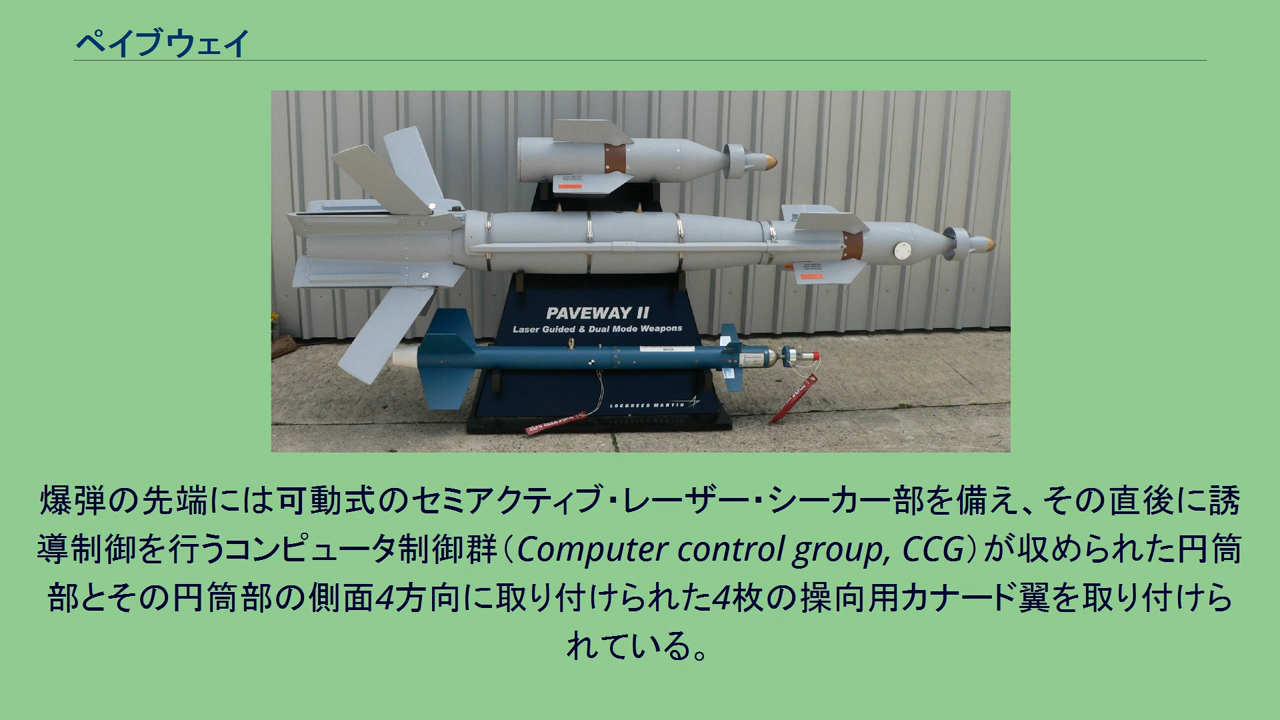 ペイブウェイ
PAVEWAY II
Laser Guided & Dual Mode Weapons
LOCKHEED MARTIN
爆弾の先端には可動式のセミアクティブ・レーザー・シーカー部を備え、その直後に誘
導制御を行うコンピュータ制御群（Computer control group, CCG）が収められた円筒
部とその円筒部の側面4方向に取り付けられた4枚の操向用カナード翼を取り付けら
れている。